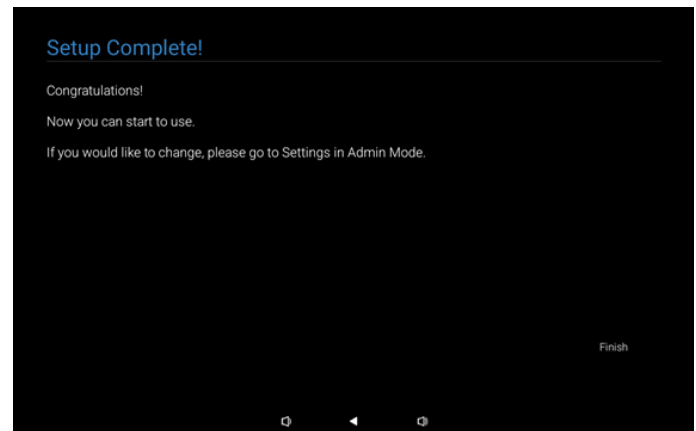 Setup Complete!
Congratulations!
Now you can start to use.
If you would like to change, please go to Settings in Admin Mode.
Finish